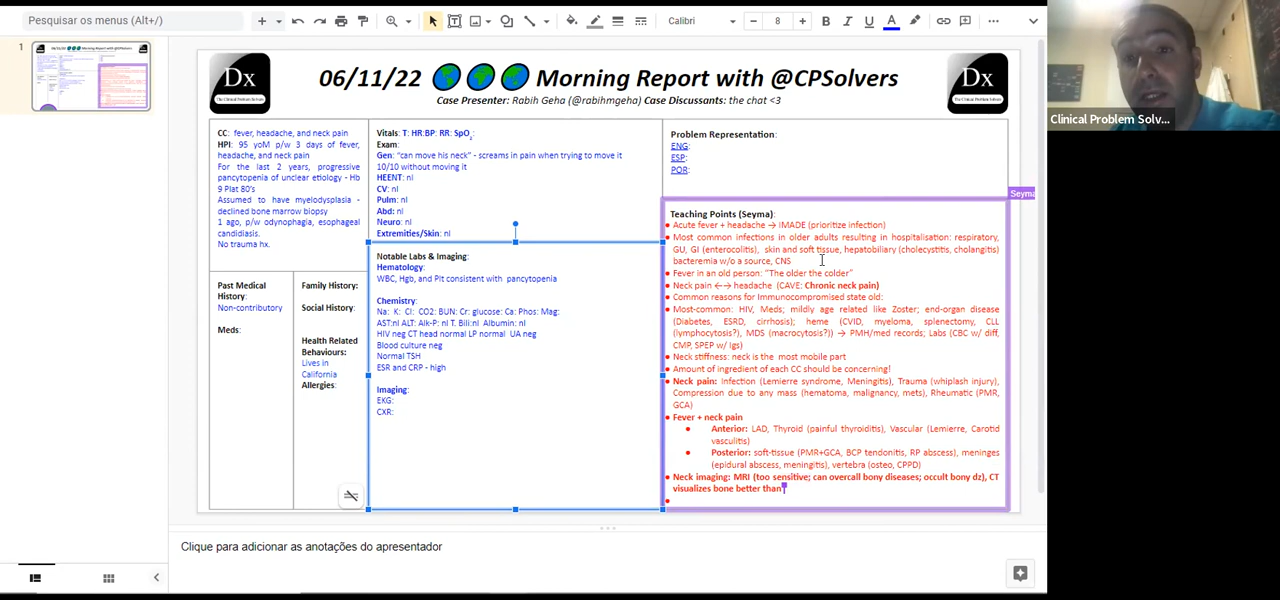 Pesquisar os menus (Alt+/)
Calibri
8
B I U A
1
06/11/22 Morning Report with @CPSolvers
Case Presenter: Rabih Geha (@rabihmgeha) Case Discussants: the chat <3
Dx
The Clinical Problem Solvers
Dx
The Clinical Problem Solvers
CC: fever, headache, and neck pain
HPI: 95 yoM p/w 3 days of fever,
headache, and neck pain
For the last 2 years, progressive
pancytopenia of unclear etiology - Hb
9 Plat 80's
Assumed to have myelodysplasia -
declined bone marrow biopsy
1 ago, p/w odynophagia, esophageal
candidiasis.
No trauma hx.
Past Medical
History:
Non-contributory
Meds:
Family History:
Social History:
Health Related
Behaviours:
Lives in
California
Allergies:
Vitals: T: HR:BP: RR: SpO2:
Exam:
Gen: "can move his neck" - screams in pain when trying to move it
10/10 without moving it
HEENT: nl
CV: nl
Pulm: nl
Abd: nl
Neuro: nl
Extremities/Skin: nl
Notable Labs & Imaging:
Hematology:
WBC, Hgb, and Plt consistent with pancytopenia
Chemistry:
Na: K: Cl: CO2: BUN: Cr: glucose: Ca: Phos: Mag:
AST:nl ALT: Alk-P: nl T. Bili:nl Albumin: nl
HIV neg CT head normal LP normal UA neg
Blood culture neg
Normal TSH
ESR and CRP - high
Imaging:
EKG:
CXR:
Problem Representation:
ENG:
ESP:
POR:
Seyma
Teaching Points (Seyma):
● Acute fever + headache → IMADE (prioritize infection)
● Most common infections in older adults resulting in hospitalisation: respiratory,
GU, GI (enterocolitis), skin and soft tissue, hepatobiliary (cholecystitis, cholangitis)
bacteremia w/o a source, CNS
● Fever in an old person: "The older the colder"
● Neck pain ←→ headache (CAVE: Chronic neck pain)
● Common reasons for Immunocompromised state old:
● Most-common: HIV, Meds; mildly age related like Zoster; end-organ disease
(Diabetes, ESRD, cirrhosis); heme (CVID, myeloma, splenectomy, CLL
(lymphocytosis?), MDS (macrocytosis?)) → PMH/med records; Labs (CBC w/ diff,
CMP, SPEP w/ Igs)
● Neck stiffness: neck is the most mobile part
● Amount of ingredient of each CC should be concerning!
● Neck pain: Infection (Lemierre syndrome, Meningitis), Trauma (whiplash injury),
Compression due to any mass (hematoma, malignancy, mets), Rheumatic (PMR,
GCA)
● Fever + neck pain
● Anterior: LAD, Thyroid (painful thyroiditis), Vascular (Lemierre, Carotid
vasculitis)
● Posterior: soft-tissue (PMR+GCA, BCP tendonitis, RP abscess), meninges
(epidural abscess, meningitis), vertebra (osteo, CPPD)
● Neck imaging: MRI (too sensitive; can overcall bony diseases; occult bony dz), CT
visualizes bone better than
●
Clique para adicionar as anotações do apresentador
Clinical Problem Solv...